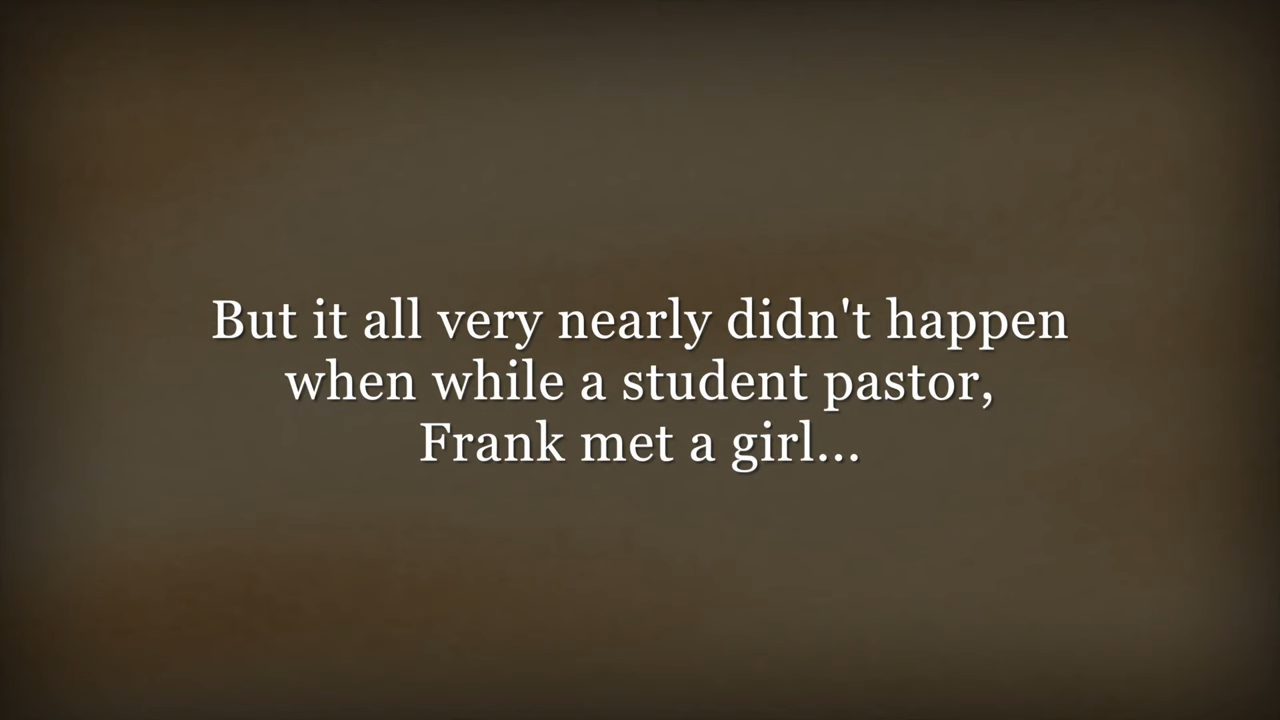 But it all very nearly didn't happen
when while a student pastor,
Frank met a girl...